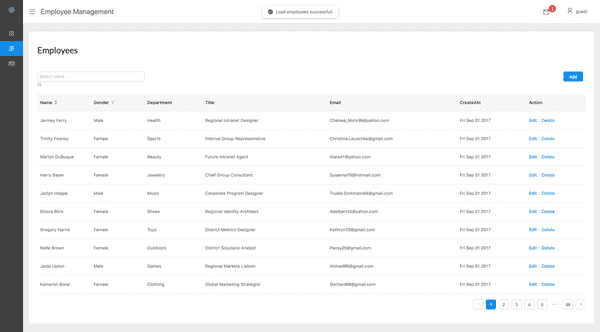 Employee Management
Load employees successful!
guest
Employees
Select users
Add
Name Gender Department Title Email CreatedAt Action
Jermey Ferry Male Health Regional Intranet Designer Chelsea_Mohr99@yahoo.com Fri Sep 01 2017 Edit Delete
Trinity Feeney Female Sports Internal Group Representative Christina.Leuschke@gmail.com Fri Sep 01 2017 Edit Delete
Marlon DuBuque Female Beauty Future Intranet Agent Kiara41@yahoo.com Fri Sep 01 2017 Edit Delete
Harry Bayer Female Jewelery Chief Group Consultant Susanna78@hotmail.com Fri Sep 01 2017 Edit Delete
Jaslyn Hoppe Male Music Corporate Program Designer Trudie.Dickinson64@gmail.com Fri Sep 01 2017 Edit Delete
Elinora Blick Female Shoes Regional Identity Architect Adelbert43@yahoo.com Fri Sep 01 2017 Edit Delete
Gregory Harris Female Toys District Metrics Designer Kathryn72@gmail.com Fri Sep 01 2017 Edit Delete
Nelle Brown Female Outdoors District Solutions Analyst Pansy25@gmail.com Fri Sep 01 2017 Edit Delete
Jalda Upton Male Games Regional Markets Liaison Ahmad86@gmail.com Fri Sep 01 2017 Edit Delete
Kameron Borer Female Clothing Global Marketing Strategist Gerhard68@gmail.com Fri Sep 01 2017 Edit Delete
1 2 3 4 5 ••• 99